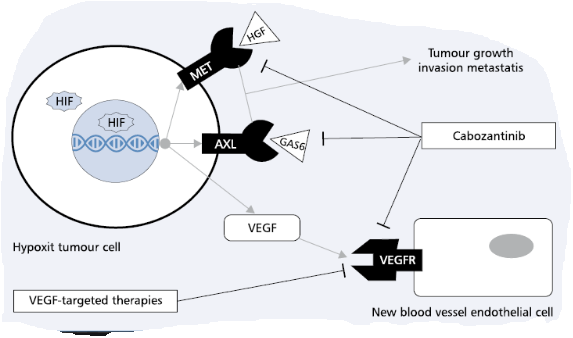 HGF
MET
Tumour growth
invasion metastatis
HIF
HIF
Cabozantinib
AXL
GAS6
VEGF
Hypoxit tumour cell
VEGFR
VEGF-targeted therapies
New blood vessel endothelial cell